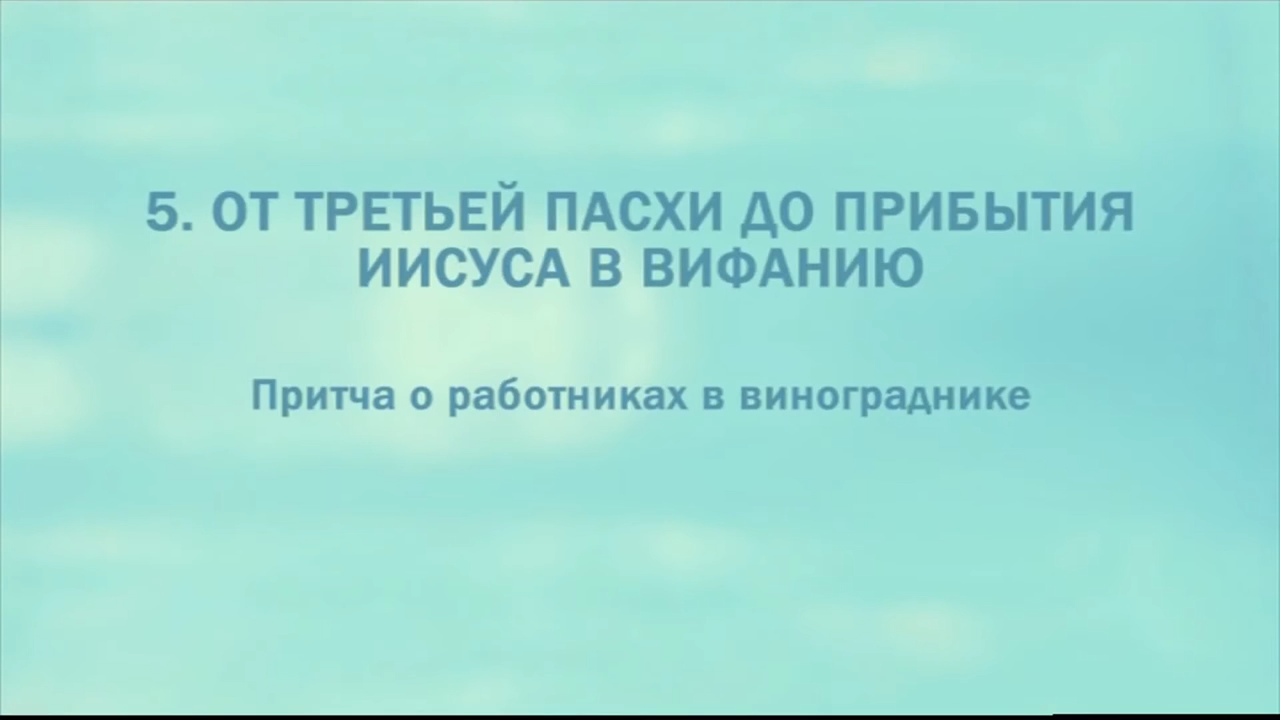 5. ОТ ТРЕТЬЕЙ ПАСХИ ДО ПРИБЫТИЯ
ИИСУСА В ВИФАНИЮ
Притча о работниках в винограднике